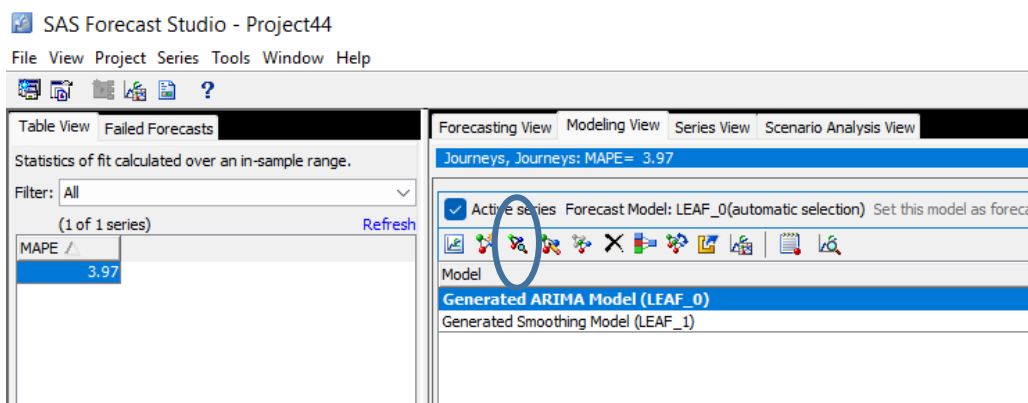 SAS Forecast Studio - Project44
File View Project Series Tools Window Help
?
Table View Failed Forecasts
Statistics of fit calculated over an in-sample range.
Filter: All
(1 of 1 series) Refresh
MAPE
3.97
Forecasting View Modeling View Series View Scenario Analysis View
Journeys, Journeys: MAPE= 3.97
Active series Forecast Model: LEAF_0(automatic selection) Set this model as foreca
Model
Generated ARIMA Model (LEAF_0)
Generated Smoothing Model (LEAF_1)